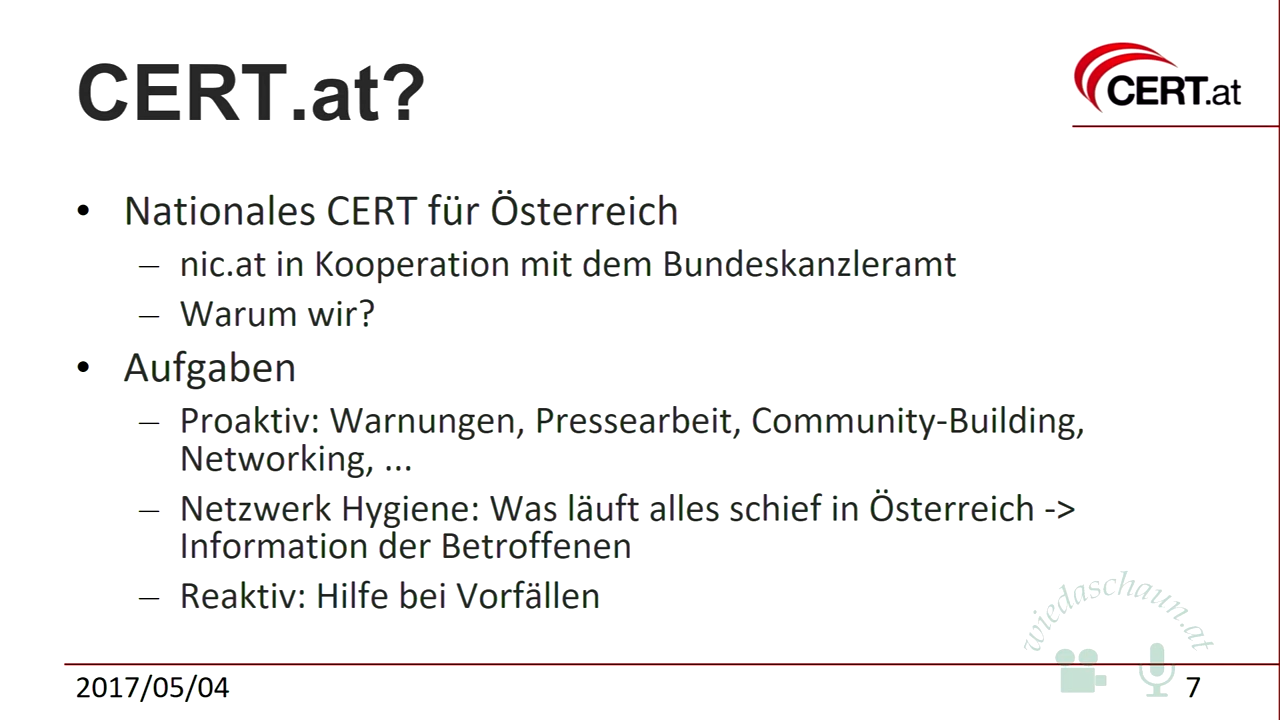 CERT.at?
CERT.at
• Nationales CERT für Österreich
– nic.at in Kooperation mit dem Bundeskanzleramt
– Warum wir?
• Aufgaben
– Proaktiv: Warnungen, Pressearbeit, Community-Building,
Networking, ...
– Netzwerk Hygiene: Was läuft alles schief in Österreich ->
Information der Betroffenen
– Reaktiv: Hilfe bei Vorfällen
wiedaschaun.at
2017/05/04
7